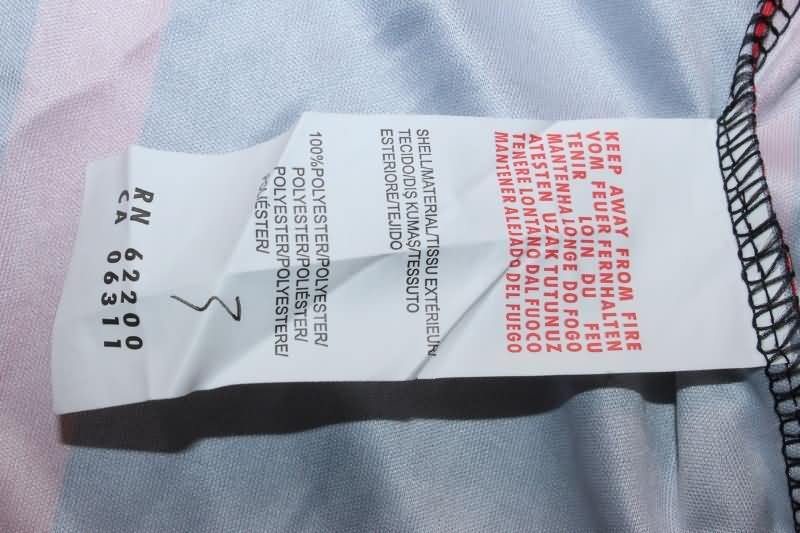 KEEP AWAY FROM FIRE
VOM FEUER FERNHALTEN
TENIR LOIN DU FEU
MANTENHA LONGE DO FOGO
ATEŞTEN UZAK TUTUNUZ
TENERE LONTANO DAL FUOCO
MANTENER ALEJADO DEL FUEGO
SHELL/MATERIAL/TISSU EXTÉRIEUR/
TECIDO/DIŞ KUMAŞ/TESSUTO
ESTERIORE/TEJIDO
100%POLYESTER/POLYESTER/
POLYESTER/POLIÉSTER/
POLYESTER/POLYESTERE/
POLIÉSTER/
RN 62200
CA 06311